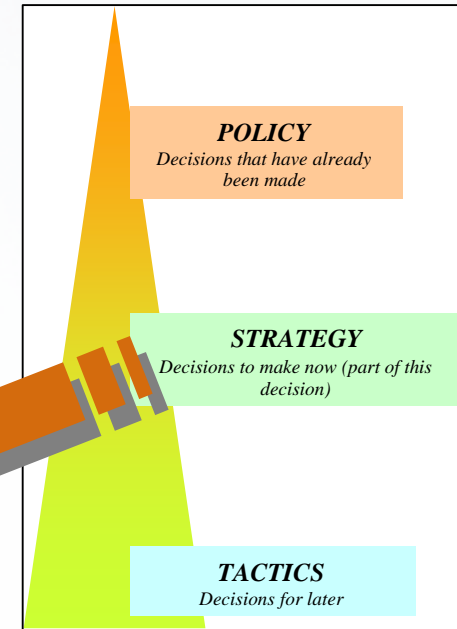 POLICY
Decisions that have already
been made
STRATEGY
Decisions to make now (part of this
decision)
TACTICS
Decisions for later